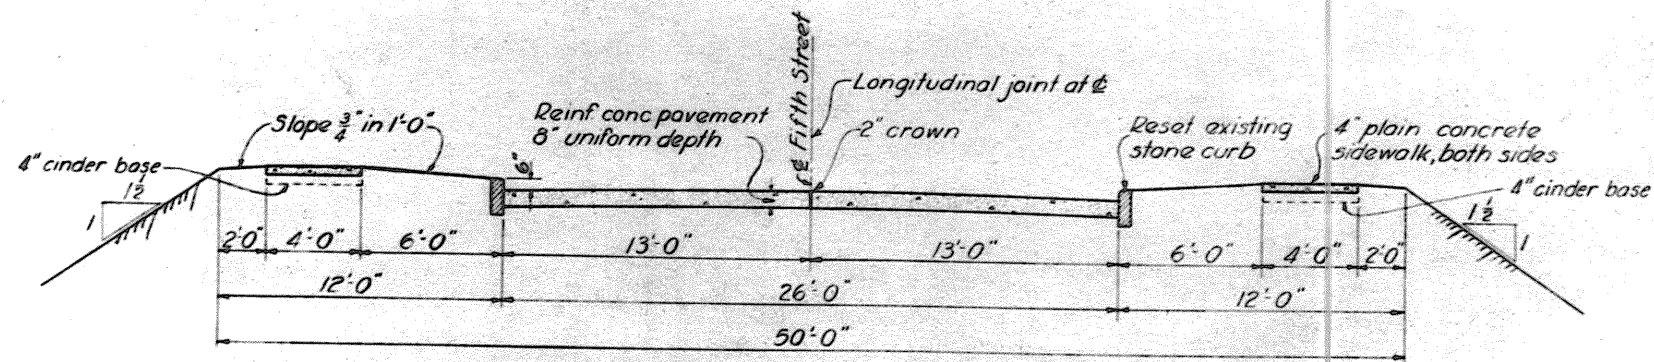 ℄ Fifth Street
Longitudinal joint at ℄
2" crown
Reinf conc pavement
8" uniform depth
Slope 3/4" in 1'-0"
4" cinder base
1 1/2
1
6"
Reset existing
stone curb
4" plain concrete
sidewalk, both sides
4" cinder base
1 1/2
1
2'-0" 4'-0" 6'-0" 13'-0" 13'-0" 6'-0" 4'-0" 2'-0"
12'-0" 26'-0" 12'-0"
50'-0"